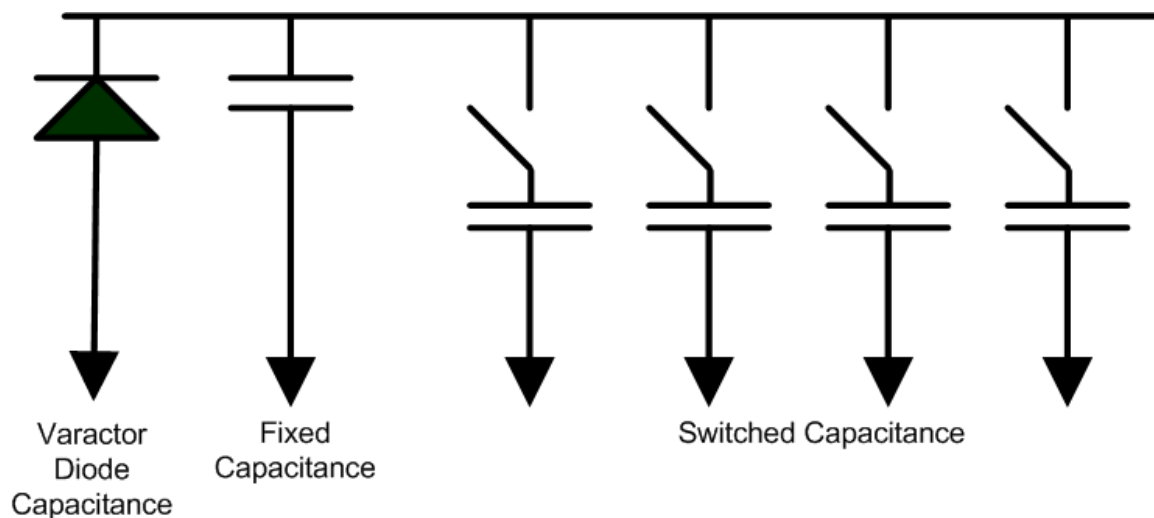 Varactor
Diode
Capacitance
Fixed
Capacitance
Switched Capacitance